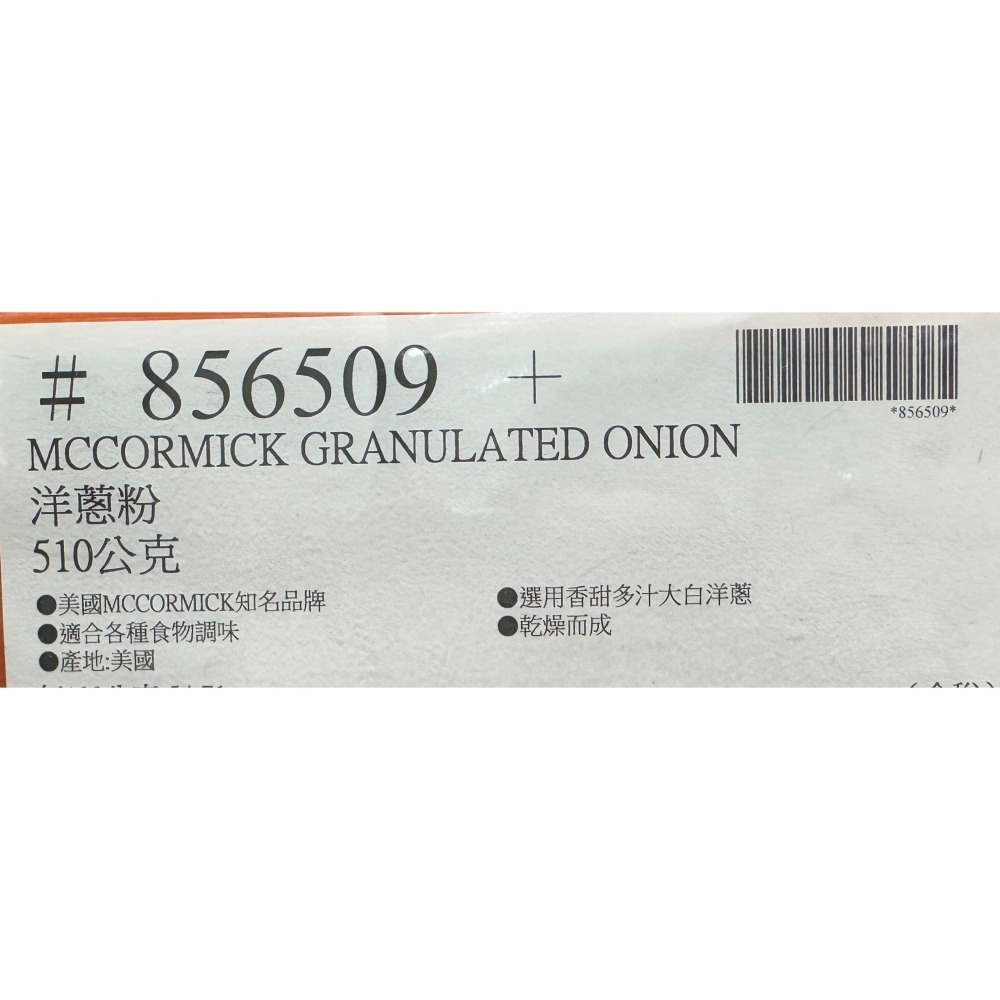 # 856509 +
*856509*
MCCORMICK GRANULATED ONION
洋蔥粉
510公克
●美國MCCORMICK知名品牌
●適合各種食物調味
●產地:美國
●選用香甜多汁大白洋蔥
●乾燥而成